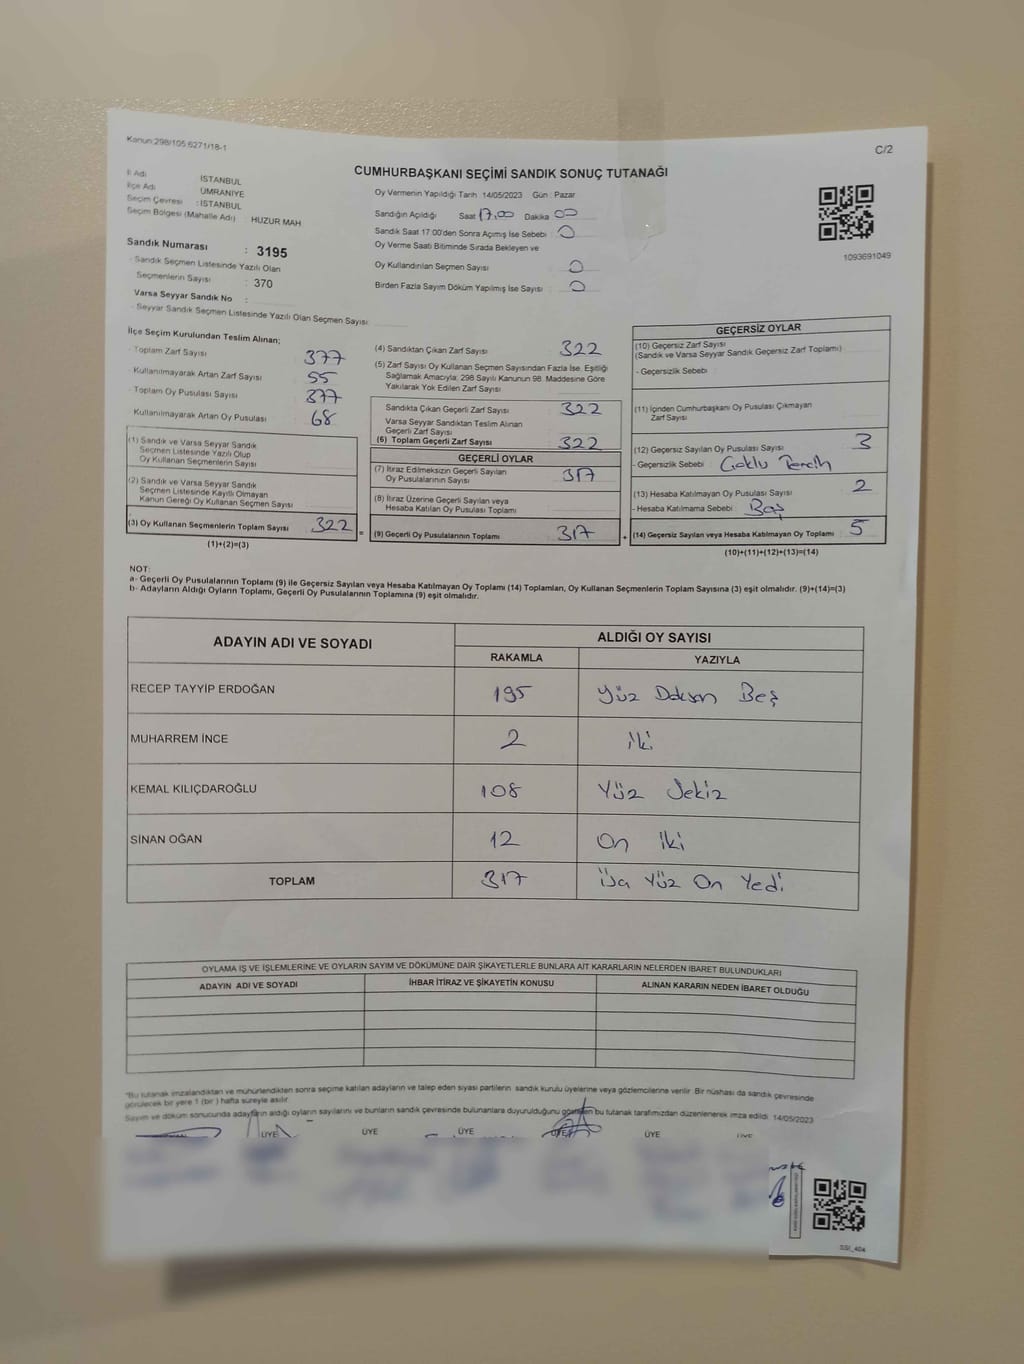 Kanun:298/105.6271/18-1
C/2
CUMHURBAŞKANI SEÇİMİ SANDIK SONUÇ TUTANAĞI
İl Adı İSTANBUL
İlçe Adı ÜMRANİYE
Seçim Çevresi : İSTANBUL
Seçim Bölgesi (Mahalle Adı) : HUZUR MAH
Sandık Numarası : 3195
- Sandık Seçmen Listesinde Yazılı Olan
Seçmenlerin Sayısı : 370
Varsa Seyyar Sandık No :
- Seyyar Sandık Seçmen Listesinde Yazılı Olan Seçmen Sayısı:
Oy Vermenin Yapıldığı Tarih : 14/05/2023 Gün : Pazar
Sandığın Açıldığı Saat 17.00 Dakika 00
Sandık Saat 17:00'den Sonra Açılmış İse Sebebi : 0
Oy Verme Saati Bitiminde Sırada Bekleyen ve
Oy Kullandırılan Seçmen Sayısı : 0
Birden Fazla Sayım Döküm Yapılmış İse Sayısı : 0
1093691049
İlçe Seçim Kurulundan Teslim Alınan;
- Toplam Zarf Sayısı : 377
- Kullanılmayarak Artan Zarf Sayısı : 55
- Toplam Oy Pusulası Sayısı : 377
- Kullanılmayarak Artan Oy Pusulası : 68
(1) Sandık ve Varsa Seyyar Sandık
Seçmen Listesinde Yazılı Olup
Oy Kullanan Seçmenlerin Sayısı
(2) Sandık ve Varsa Seyyar Sandık
Seçmen Listesinde Kayıtlı Olmayan
Kanun Gereği Oy Kullanan Seçmen Sayısı
(3) Oy Kullanan Seçmenlerin Toplam Sayısı 322
(1)+(2)=(3)
(4) Sandıktan Çıkan Zarf Sayısı : 322
(5) Zarf Sayısı Oy Kullanan Seçmen Sayısından Fazla İse, Eşitliği
Sağlamak Amacıyla; 298 Sayılı Kanunun 98. Maddesine Göre
Yakılarak Yok Edilen Zarf Sayısı
Sandıkta Çıkan Geçerli Zarf Sayısı 322
Varsa Seyyar Sandıktan Teslim Alınan
Geçerli Zarf Sayısı
(6) Toplam Geçerli Zarf Sayısı 322
GEÇERLİ OYLAR
(7) İtiraz Edilmeksizin Geçerli Sayılan
Oy Pusulalarının Sayısı : 317
(8) İtiraz Üzerine Geçerli Sayılan veya
Hesaba Katılan Oy Pusulası Toplamı
(9) Geçerli Oy Pusulalarının Toplamı 317
GEÇERSİZ OYLAR
(10) Geçersiz Zarf Sayısı
(Sandık ve Varsa Seyyar Sandık Geçersiz Zarf Toplamı)
- Geçersizlik Sebebi
(11) İçinden Cumhurbaşkanı Oy Pusulası Çıkmayan
Zarf Sayısı
(12) Geçersiz Sayılan Oy Pusulası Sayısı 3
- Geçersizlik Sebebi Çoklu Tercih
(13) Hesaba Katılmayan Oy Pusulası Sayısı 2
- Hesaba Katılmama Sebebi : Boş
(14) Geçersiz Sayılan veya Hesaba Katılmayan Oy Toplamı 5
(10)+(11)+(12)+(13)=(14)
NOT:
a- Geçerli Oy Pusulalarının Toplamı (9) ile Geçersiz Sayılan veya Hesaba Katılmayan Oy Toplamı (14) Toplamları, Oy Kullanan Seçmenlerin Toplam Sayısına (3) eşit olmalıdır. (9)+(14)=(3)
b- Adayların Aldığı Oyların Toplamı, Geçerli Oy Pusulalarının Toplamına (9) eşit olmalıdır.
ADAYIN ADI VE SOYADI
ALDIĞI OY SAYISI
RAKAMLA YAZIYLA
RECEP TAYYİP ERDOĞAN 195 Yüz Doksan Beş
MUHARREM İNCE 2 iki
KEMAL KILIÇDAROĞLU 108 Yüz Sekiz
SİNAN OĞAN 12 On iki
TOPLAM 317 Üç Yüz On Yedi
OYLAMA İŞ VE İŞLEMLERİNE VE OYLARIN SAYIM VE DÖKÜMÜNE DAİR ŞİKAYETLERLE BUNLARA AİT KARARLARIN NELERDEN İBARET BULUNDUKLARI
ADAYIN ADI VE SOYADI İHBAR İTİRAZ VE ŞİKAYETİN KONUSU ALINAN KARARIN NEDEN İBARET OLDUĞU
*Bu tutanak imzalandıktan ve mühürlendikten sonra seçime katılan adayların ve talep eden siyasi partilerin sandık kurulu üyelerine veya gözlemcilerine verilir. Bir nüshası da sandık çevresinde
görülecek bir yere 1 (bir ) hafta süreyle asılır.
Sayım ve döküm sonucunda adayların aldığı oyların sayılarını ve bunların sandık çevresinde bulunanlara duyurulduğunu gösteren bu tutanak tarafımızdan düzenlenerek imza edildi. 14/05/2023
ÜYE ÜYE ÜYE ÜYE ÜYE ÜYE
SSI_404